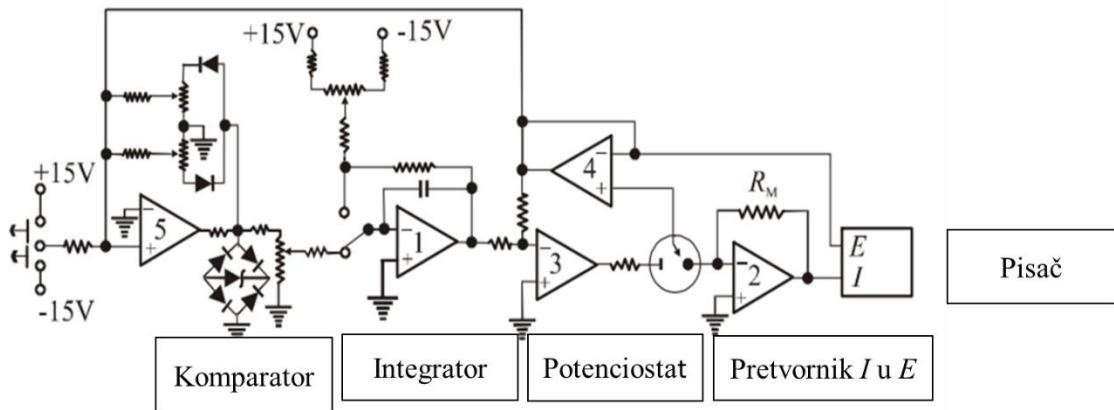 +15V
-15V
+15V
-15V
5
1
4
3
2
R_M
E
I
−
+
−
+
−
+
−
+
−
+
Pisač
Komparator
Integrator
Potenciostat
Pretvornik I u E